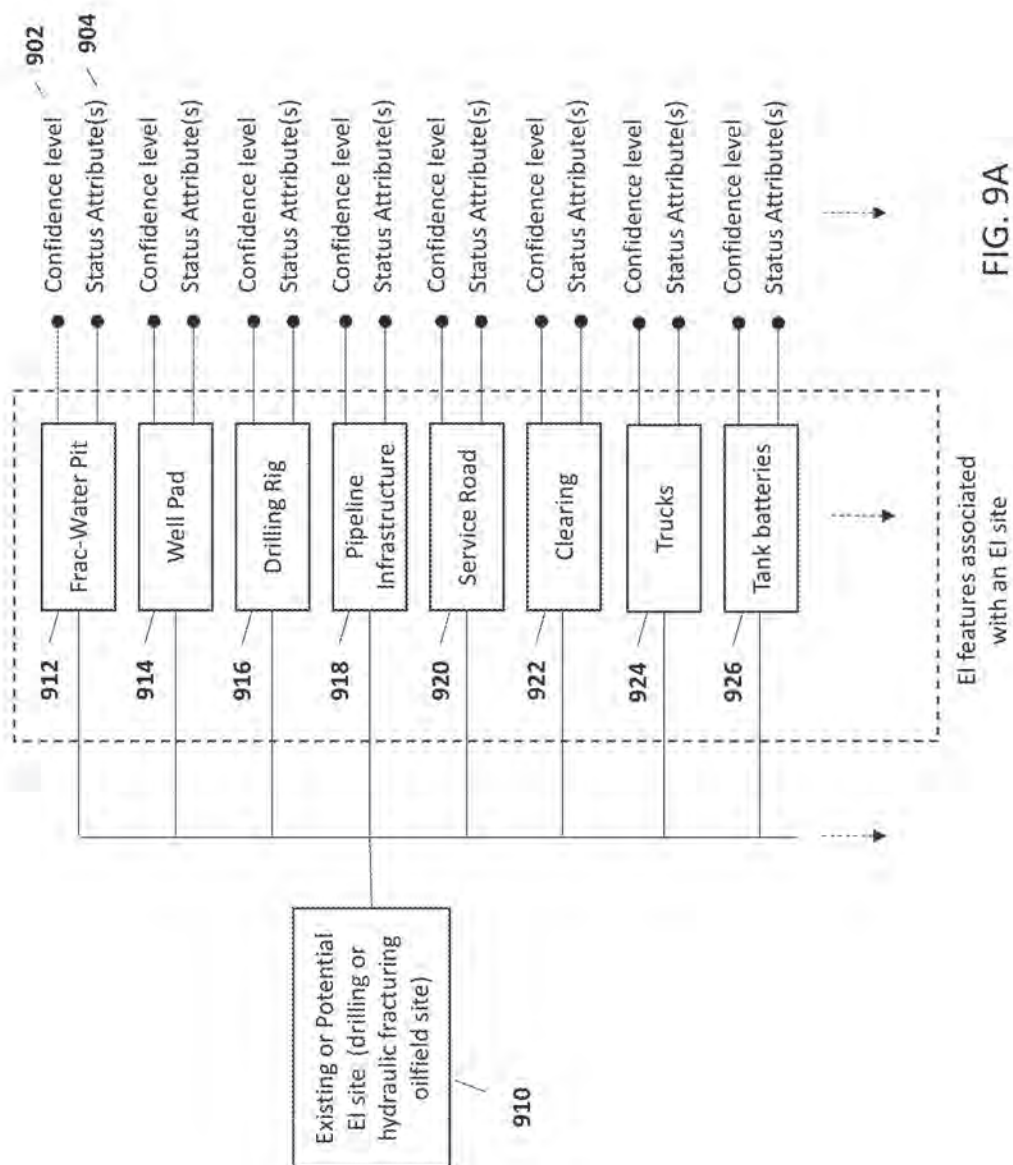 902
Confidence level
904
Status Attribute(s)
912
Frac-Water Pit
Confidence level
Status Attribute(s)
914
Well Pad
Confidence level
Status Attribute(s)
916
Drilling Rig
Existing or Potential
EI site (drilling or
hydraulic fracturing
oilfield site)
910
Confidence level
Status Attribute(s)
918
Pipeline
Infrastructure
Confidence level
Status Attribute(s)
920
Service Road
Confidence level
Status Attribute(s)
922
Clearing
Confidence level
Status Attribute(s)
924
Trucks
Confidence level
Status Attribute(s)
926
Tank batteries
EI features associated
with an EI site
FIG. 9A